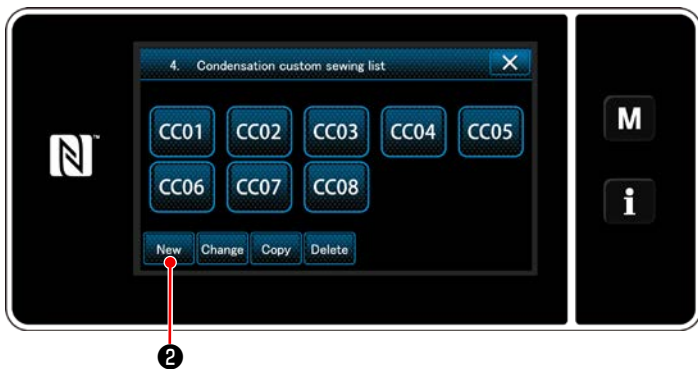 4. Condensation custom sewing list
CC01 CC02 CC03 CC04 CC05
CC06 CC07 CC08
New Change Copy Delete
M
i
❷